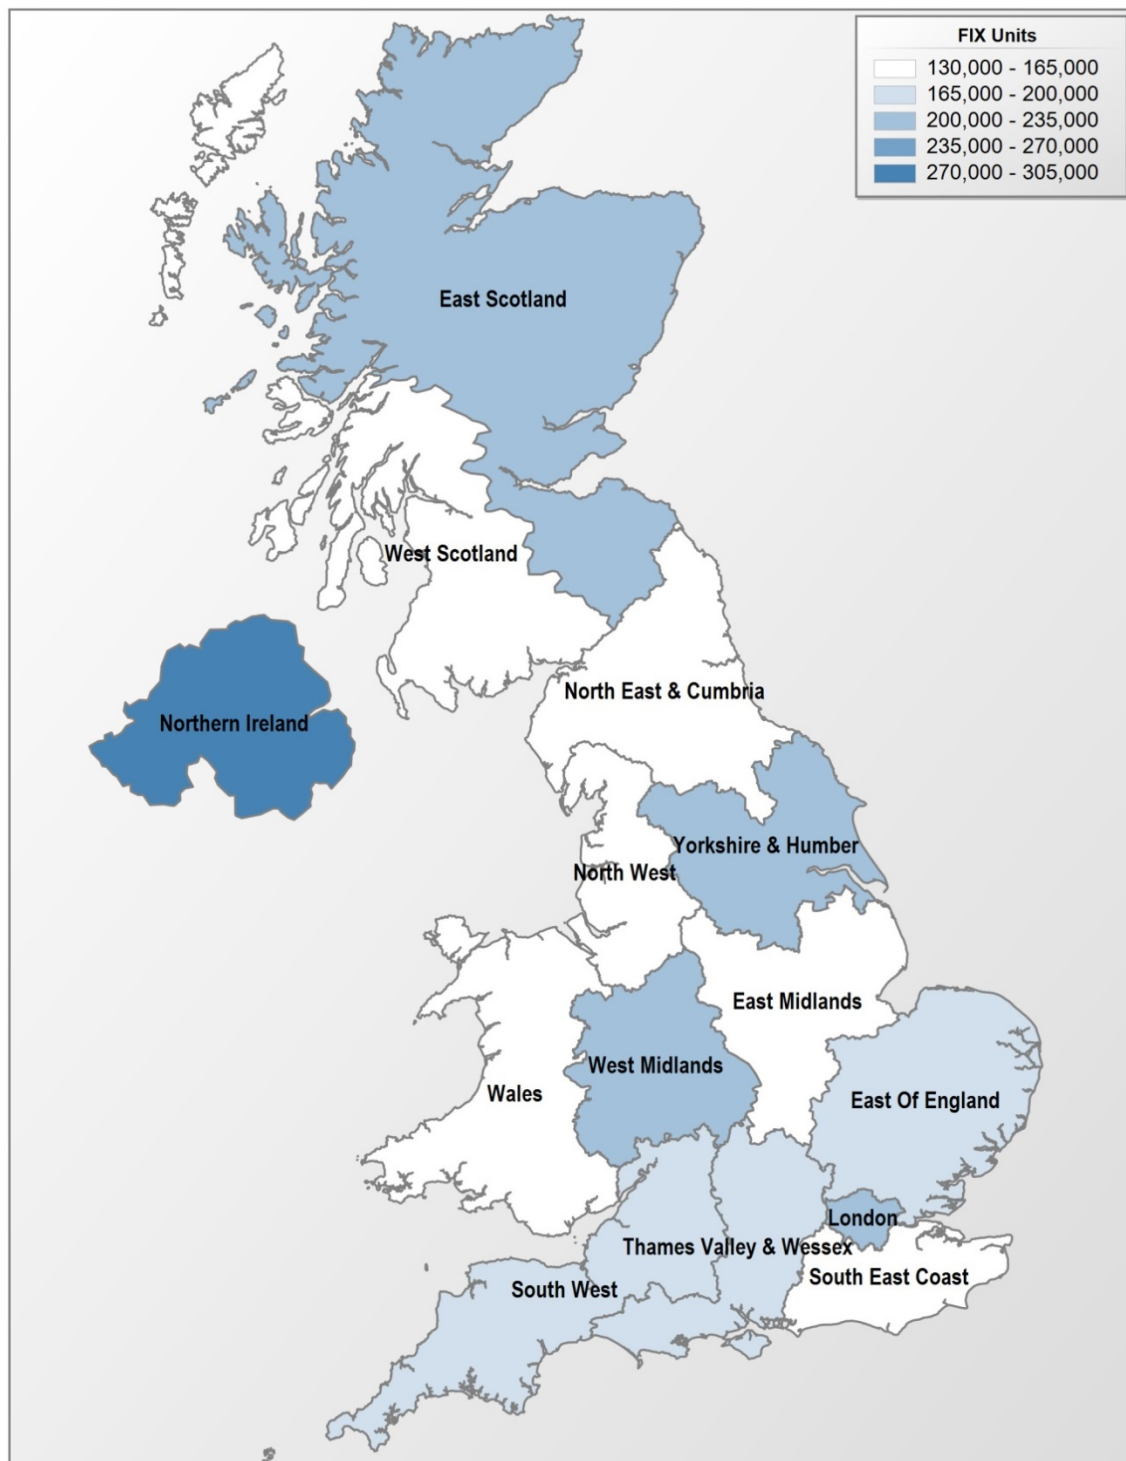 FIX Units
130,000 - 165,000
165,000 - 200,000
200,000 - 235,000
235,000 - 270,000
270,000 - 305,000
East Scotland
West Scotland
North East & Cumbria
Northern Ireland
Yorkshire & Humber
North West
East Midlands
West Midlands
Wales
East Of England
London
Thames Valley & Wessex
South East Coast
South West